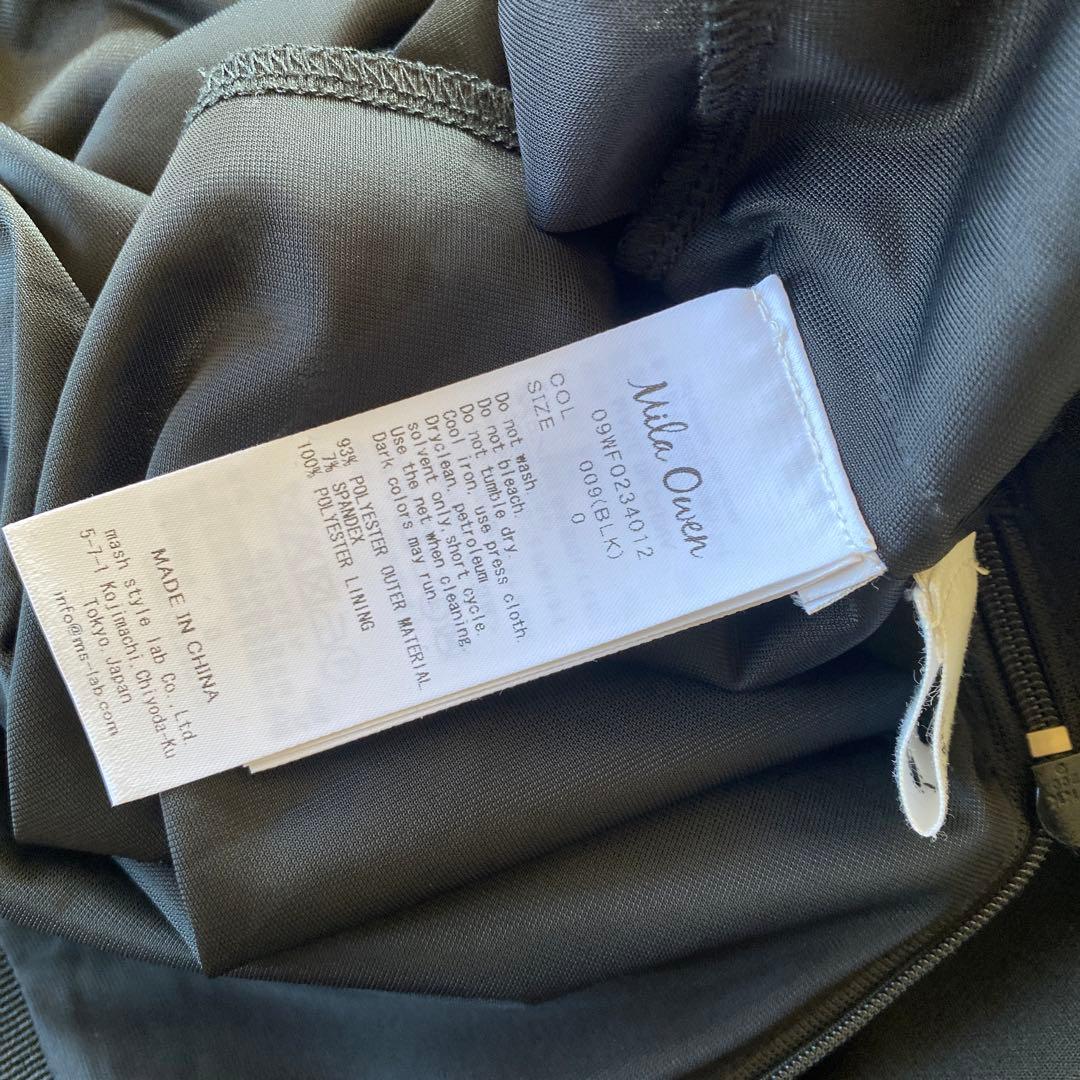 Mila Owen
09WF0234012
COL 009(BLK)
SIZE 0
Do not wash.
Do not bleach.
Do not tumble dry
Cool iron, use press cloth.
Dryclean, petroleum
solvent only, short cycle.
Use the net when cleaning.
Dark colors may run.
93% POLYESTER OUTER MATERIAL
7% SPANDEX
100% POLYESTER LINING
MADE IN CHINA
mash style lab Co., Ltd.
5-7-1 Kojimachi,Chiyoda-Ku
Tokyo Japan
info@ms-lab.com